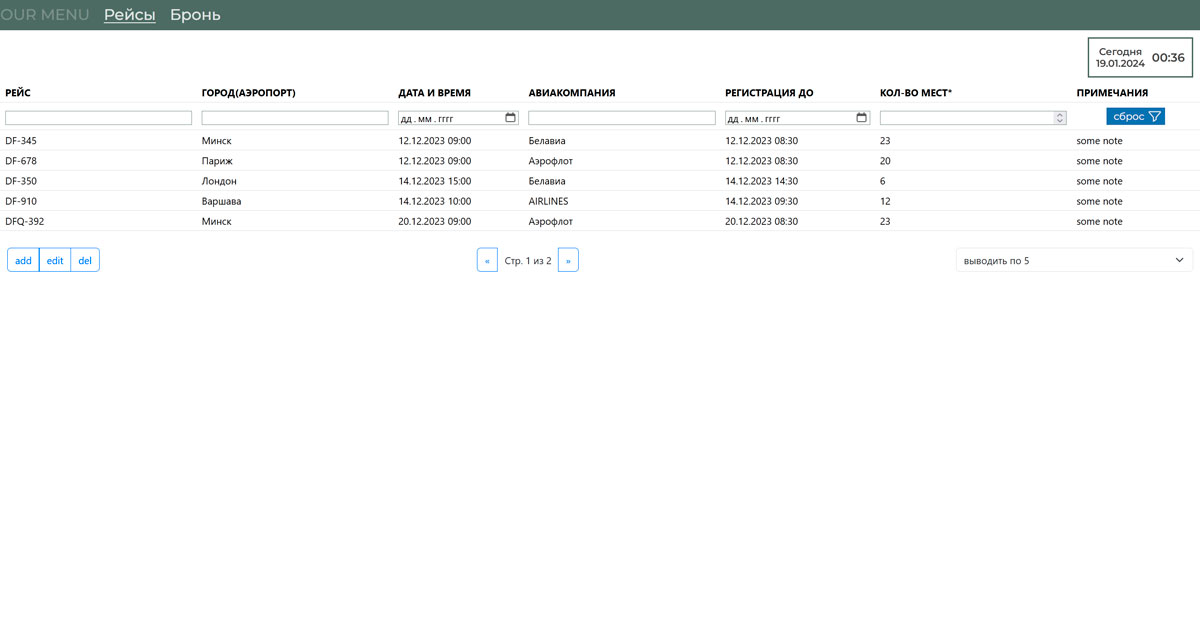 OUR MENU Рейсы Бронь
Сегодня
19.01.2024 00:36
РЕЙС ГОРОД(АЭРОПОРТ) ДАТА И ВРЕМЯ АВИАКОМПАНИЯ РЕГИСТРАЦИЯ ДО КОЛ-ВО МЕСТ* ПРИМЕЧАНИЯ
дд.мм.гггг дд.мм.гггг сброс
DF-345 Минск 12.12.2023 09:00 Белавиа 12.12.2023 08:30 23 some note
DF-678 Париж 12.12.2023 09:00 Аэрофлот 12.12.2023 08:30 20 some note
DF-350 Лондон 14.12.2023 15:00 Белавиа 14.12.2023 14:30 6 some note
DF-910 Варшава 14.12.2023 10:00 AIRLINES 14.12.2023 09:30 12 some note
DFQ-392 Минск 20.12.2023 09:00 Аэрофлот 20.12.2023 08:30 23 some note
add edit del « Стр. 1 из 2 » выводить по 5